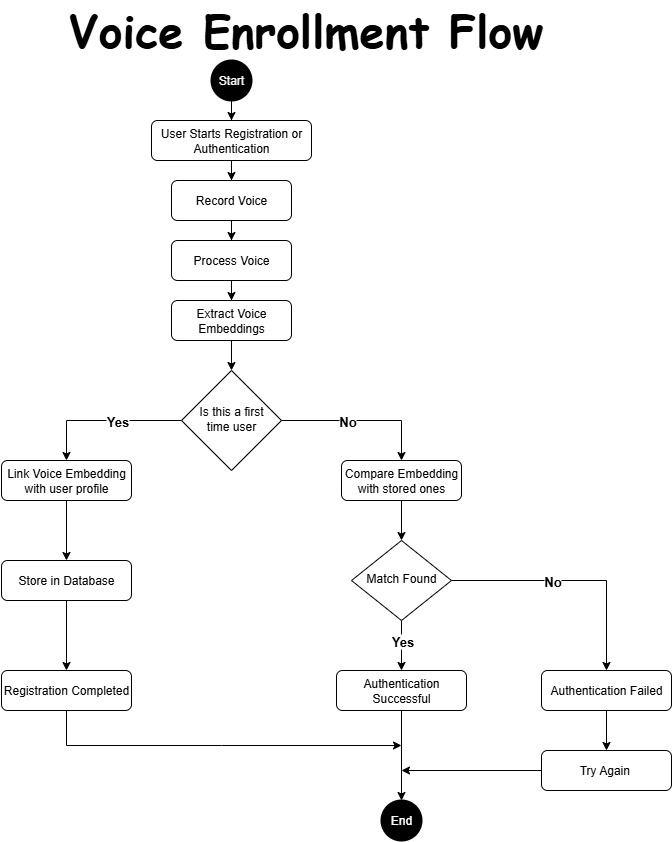 Voice Enrollment Flow
Start
User Starts Registration or
Authentication
Record Voice
Process Voice
Extract Voice
Embeddings
Is this a first
time user
Yes
No
Link Voice Embedding
with user profile
Compare Embedding
with stored ones
Store in Database
Match Found
No
Yes
Registration Completed
Authentication
Successful
Authentication Failed
Try Again
End